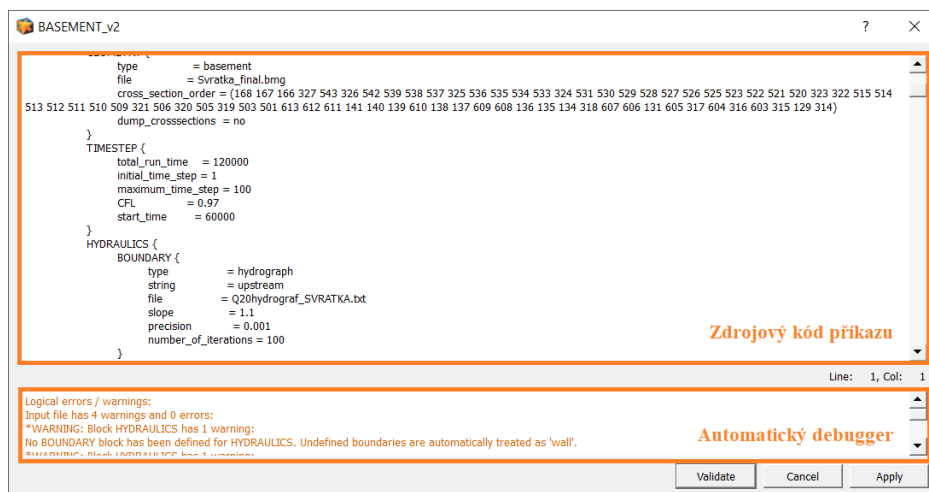 BASEMENT_v2
?
type = basement
file = Svratka_final.bmg
cross_section_order = (168 167 166 327 543 326 542 539 538 537 325 536 535 534 533 324 531 530 529 528 527 526 525 523 522 521 520 323 322 515 514
513 512 511 510 509 321 506 320 505 319 503 501 613 612 611 141 140 139 610 138 137 609 608 136 135 134 318 607 606 131 605 317 604 316 603 315 129 314)
dump_crosssections = no
}
TIMESTEP {
total_run_time = 120000
initial_time_step = 1
maximum_time_step = 100
CFL = 0.97
start_time = 60000
}
HYDRAULICS {
BOUNDARY {
type = hydrograph
string = upstream
file = Q20hydrograf_SVRATKA.txt
slope = 1.1
precision = 0.001
number_of_iterations = 100
}
Zdrojový kód příkazu
Line: 1, Col: 1
Logical errors / warnings:
Input file has 4 warnings and 0 errors:
*WARNING: Block HYDRAULICS has 1 warning:
No BOUNDARY block has been defined for HYDRAULICS. Undefined boundaries are automatically treated as 'wall'.
*WARNING: Block HYDRAULICS has 1 warning:
Automatický debugger
Validate Cancel Apply